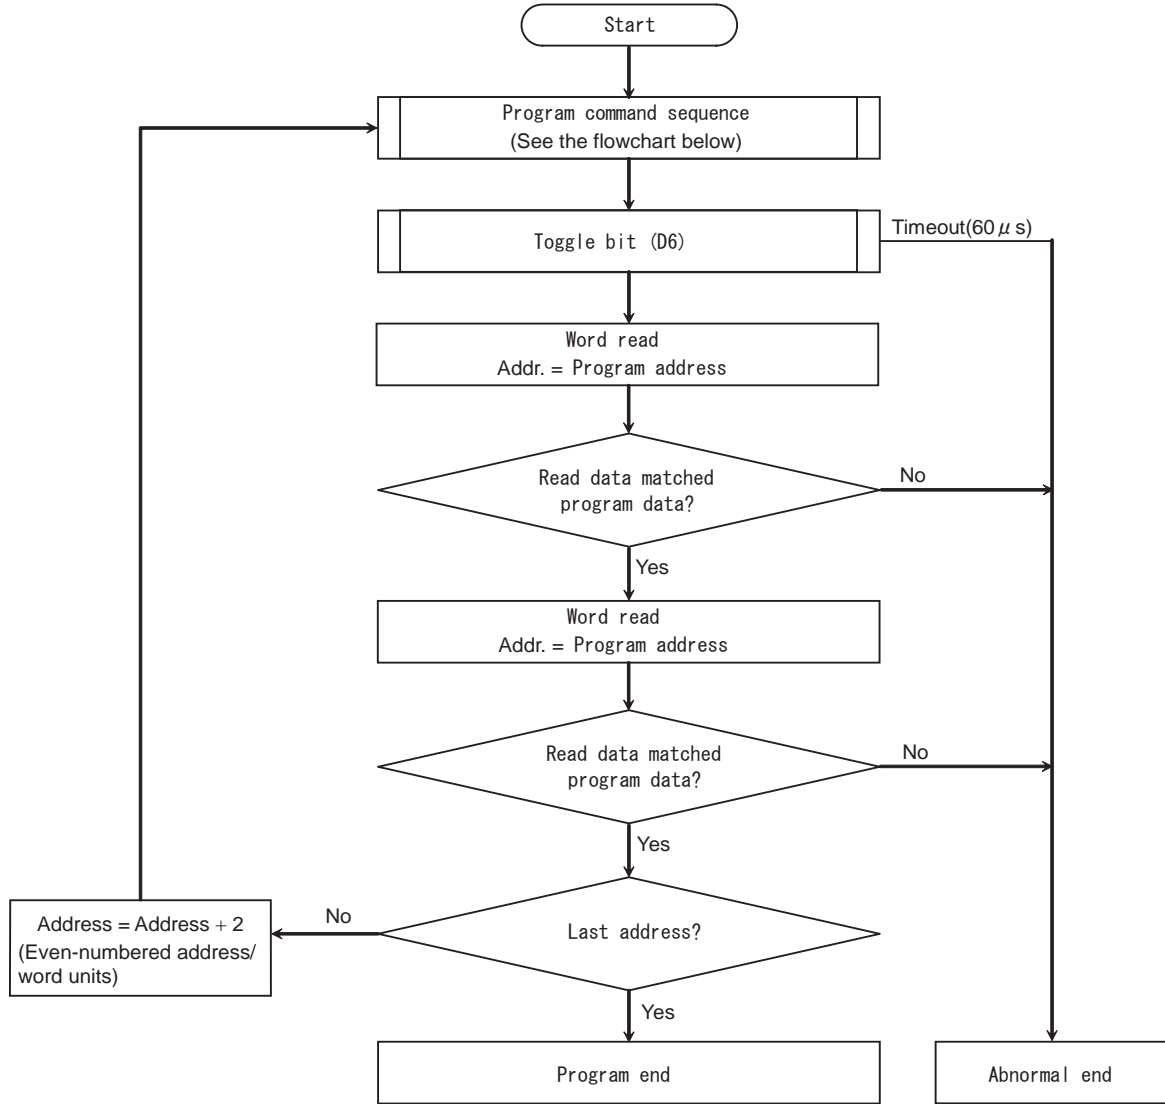 Start
Program command sequence
(See the flowchart below)
Toggle bit (D6)
Timeout(60 μ s)
Word read
Addr. = Program address
Read data matched
program data?
No
Yes
Word read
Addr. = Program address
Read data matched
program data?
No
Yes
Last address?
No
Address = Address + 2
(Even-numbered address/
word units)
Yes
Program end
Abnormal end